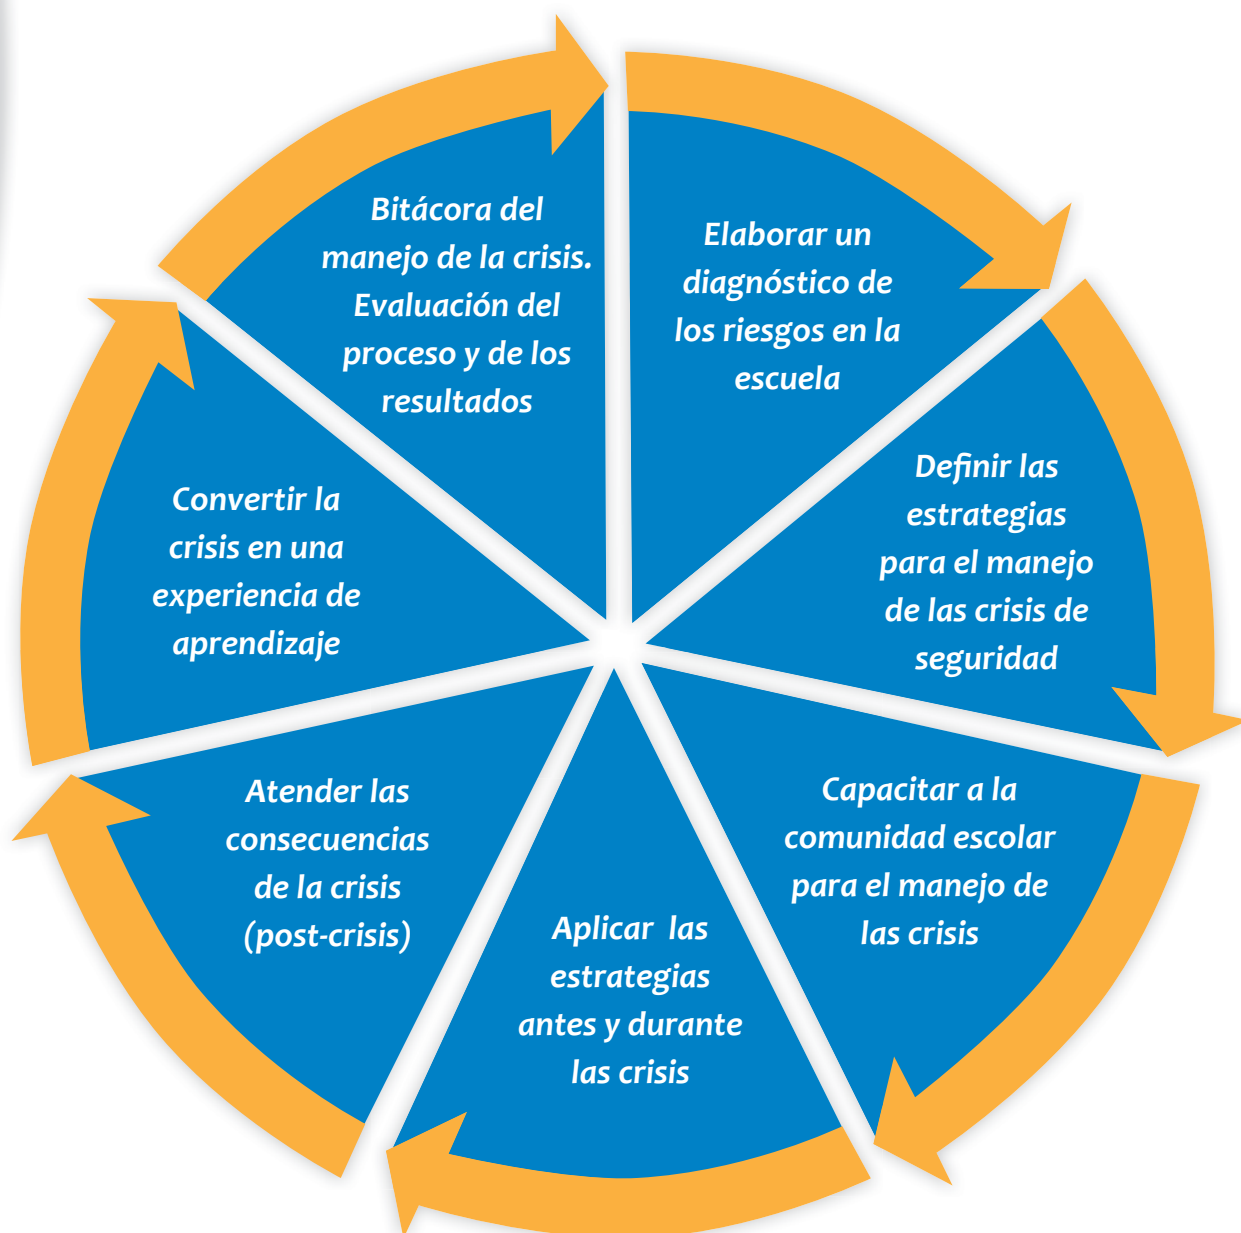 Elaborar un
diagnóstico de
los riesgos en la
escuela
Definir las
estrategias
para el manejo
de las crisis de
seguridad
Capacitar a la
comunidad escolar
para el manejo de
las crisis
Aplicar las
estrategias
antes y durante
las crisis
Atender las
consecuencias
de la crisis
(post-crisis)
Convertir la
crisis en una
experiencia de
aprendizaje
Bitácora del
manejo de la crisis.
Evaluación del
proceso y de los
resultados